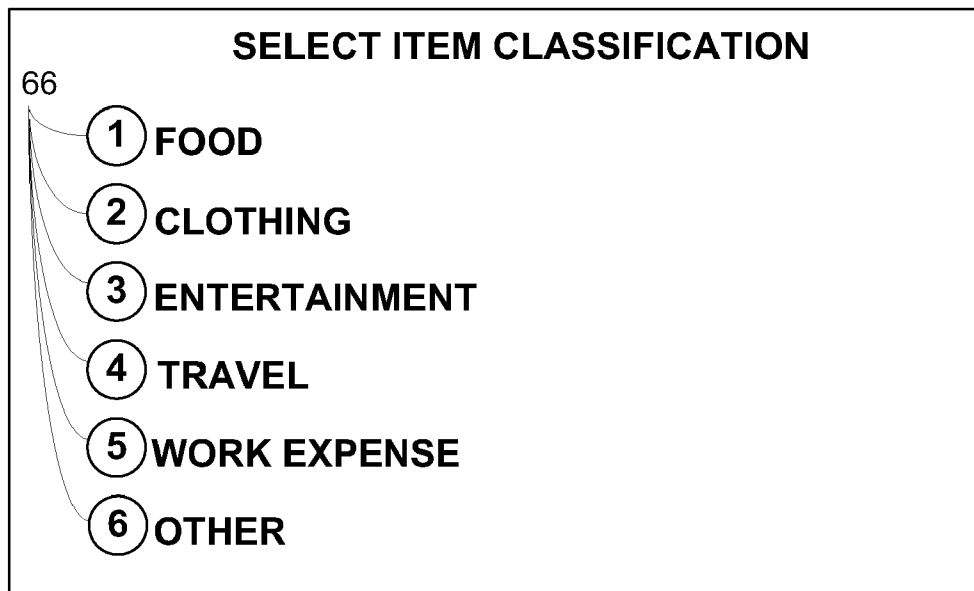 SELECT ITEM CLASSIFICATION
66
1 FOOD
2 CLOTHING
3 ENTERTAINMENT
4 TRAVEL
5 WORK EXPENSE
6 OTHER